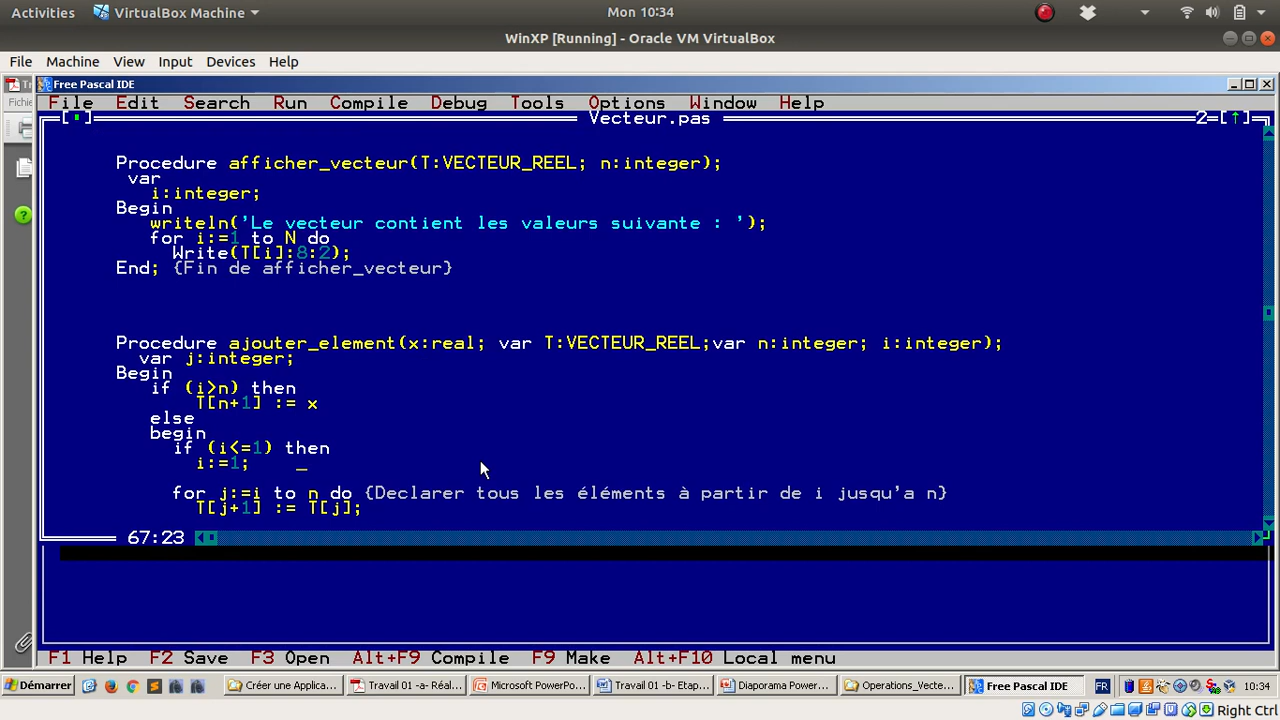 Activities VirtualBox Machine Mon 10:34
WinXP [Running] - Oracle VM VirtualBox
File Machine View Input Devices Help
Free Pascal IDE
Fichie
File Edit Search Run Compile Debug Tools Options Window Help
Vecteur.pas 2=[↑]
Procedure afficher_vecteur(T:VECTEUR_REEL; n:integer);
var
i:integer;
Begin
writeln('Le vecteur contient les valeurs suivante : ');
for i:=1 to N do
Write(T[i]:8:2);
End; {Fin de afficher_vecteur}
Procedure ajouter_element(x:real; var T:VECTEUR_REEL;var n:integer; i:integer);
var j:integer;
Begin
if (i>n) then
T[n+1] := x
else
begin
if (i<=1) then
i:=1; _
for j:=i to n do {Declarer tous les éléments à partir de i jusqu'a n}
T[j+1] := T[j];
67:23
F1 Help F2 Save F3 Open Alt+F9 Compile F9 Make Alt+F10 Local menu
Démarrer Créer une Applica... Travail 01 -a- Réal... Microsoft PowerPo... Travail 01 -b- Etap... Diaporama Power... Operations_Vecte... Free Pascal IDE FR 10:34
Right Ctrl